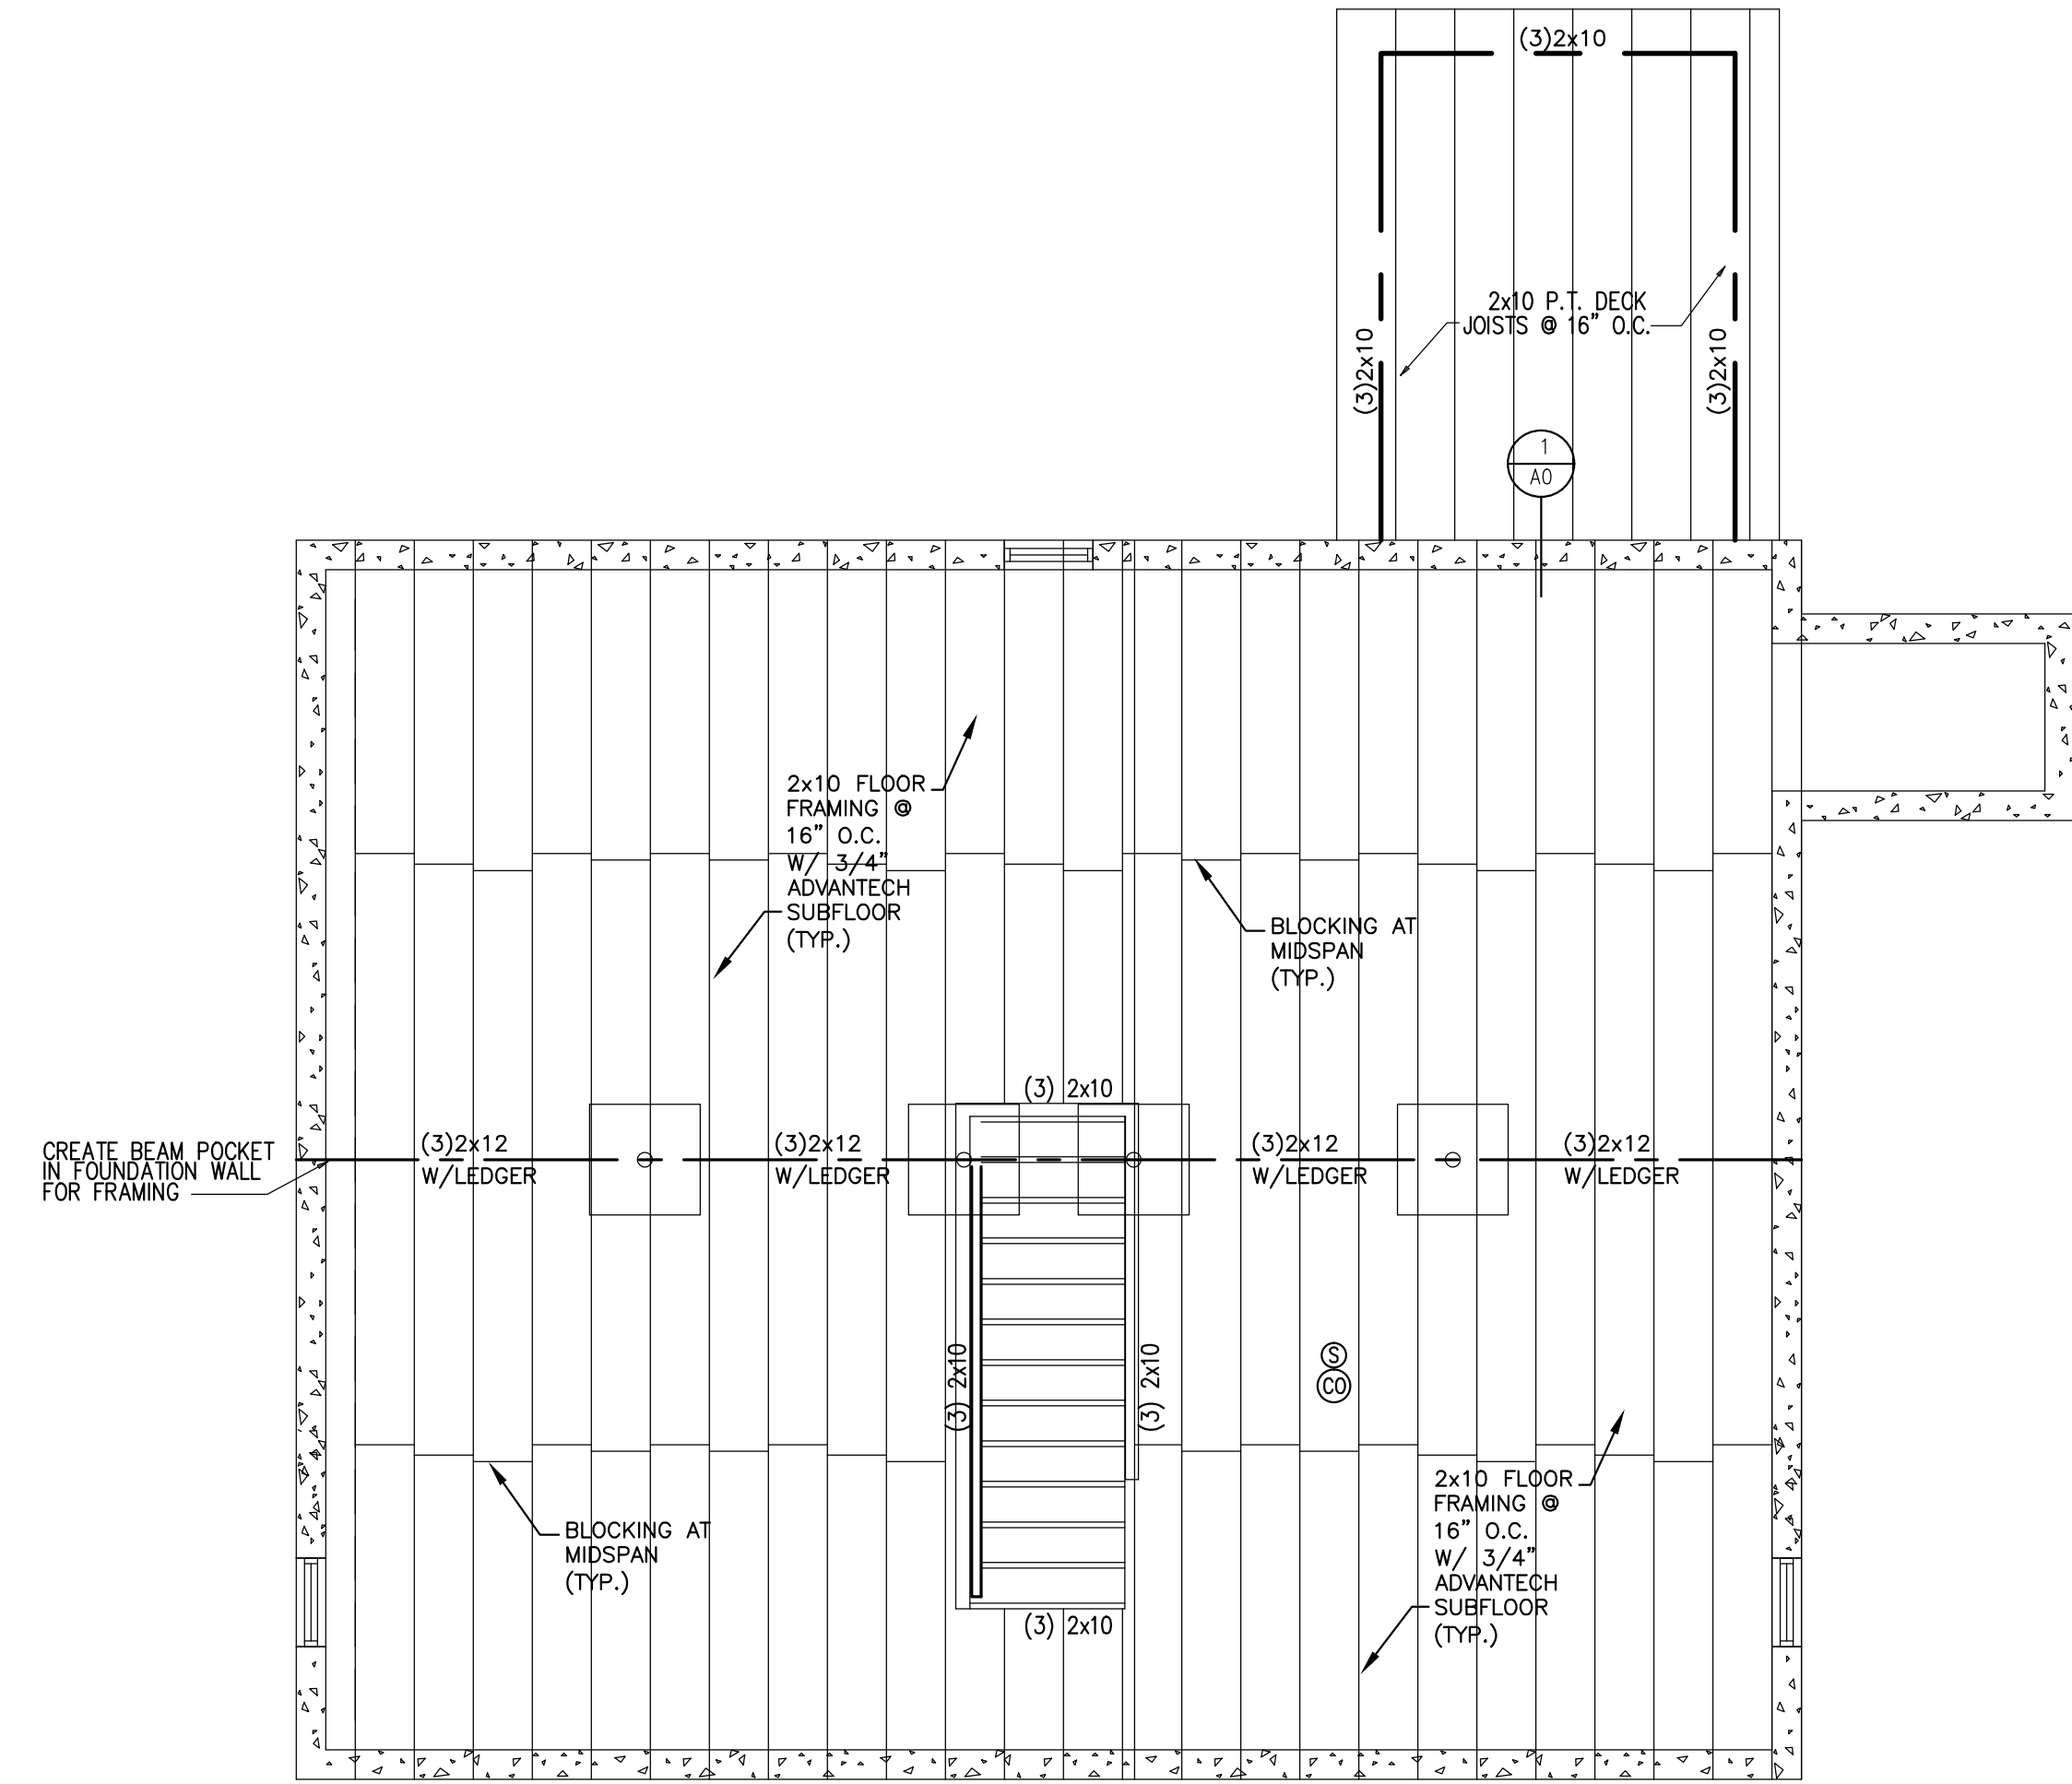 (3)2x10
2x10 P.T. DECK
JOISTS @ 16" O.C.
(3)2x10
(3)2x10
1
A0
2x10 FLOOR
FRAMING @
16" O.C.
W/ 3/4"
ADVANTECH
SUBFLOOR
(TYP.)
BLOCKING AT
MIDSPAN
(TYP.)
(3) 2x10
CREATE BEAM POCKET
IN FOUNDATION WALL
FOR FRAMING
(3)2x12
W/LEDGER
(3)2x12
W/LEDGER
(3)2x12
W/LEDGER
(3)2x12
W/LEDGER
(3) 2x10
(3) 2x10
S
CO
BLOCKING AT
MIDSPAN
(TYP.)
2x10 FLOOR
FRAMING @
16" O.C.
W/ 3/4"
ADVANTECH
SUBFLOOR
(TYP.)
(3) 2x10